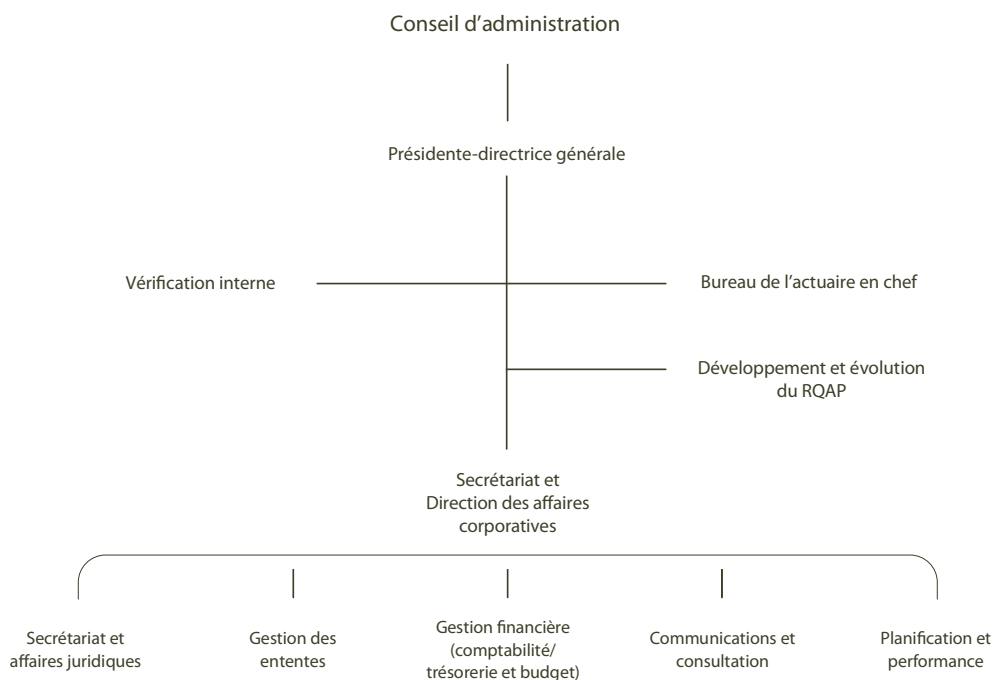 Conseil d’administration
Présidente-directrice générale
Vérification interne
Bureau de l’actuaire en chef
Développement et évolution
du RQAP
Secrétariat et
Direction des affaires
corporatives
Secrétariat et
affaires juridiques
Gestion des
ententes
Gestion financière
(comptabilité/
trésorerie et budget)
Communications et
consultation
Planification et
performance